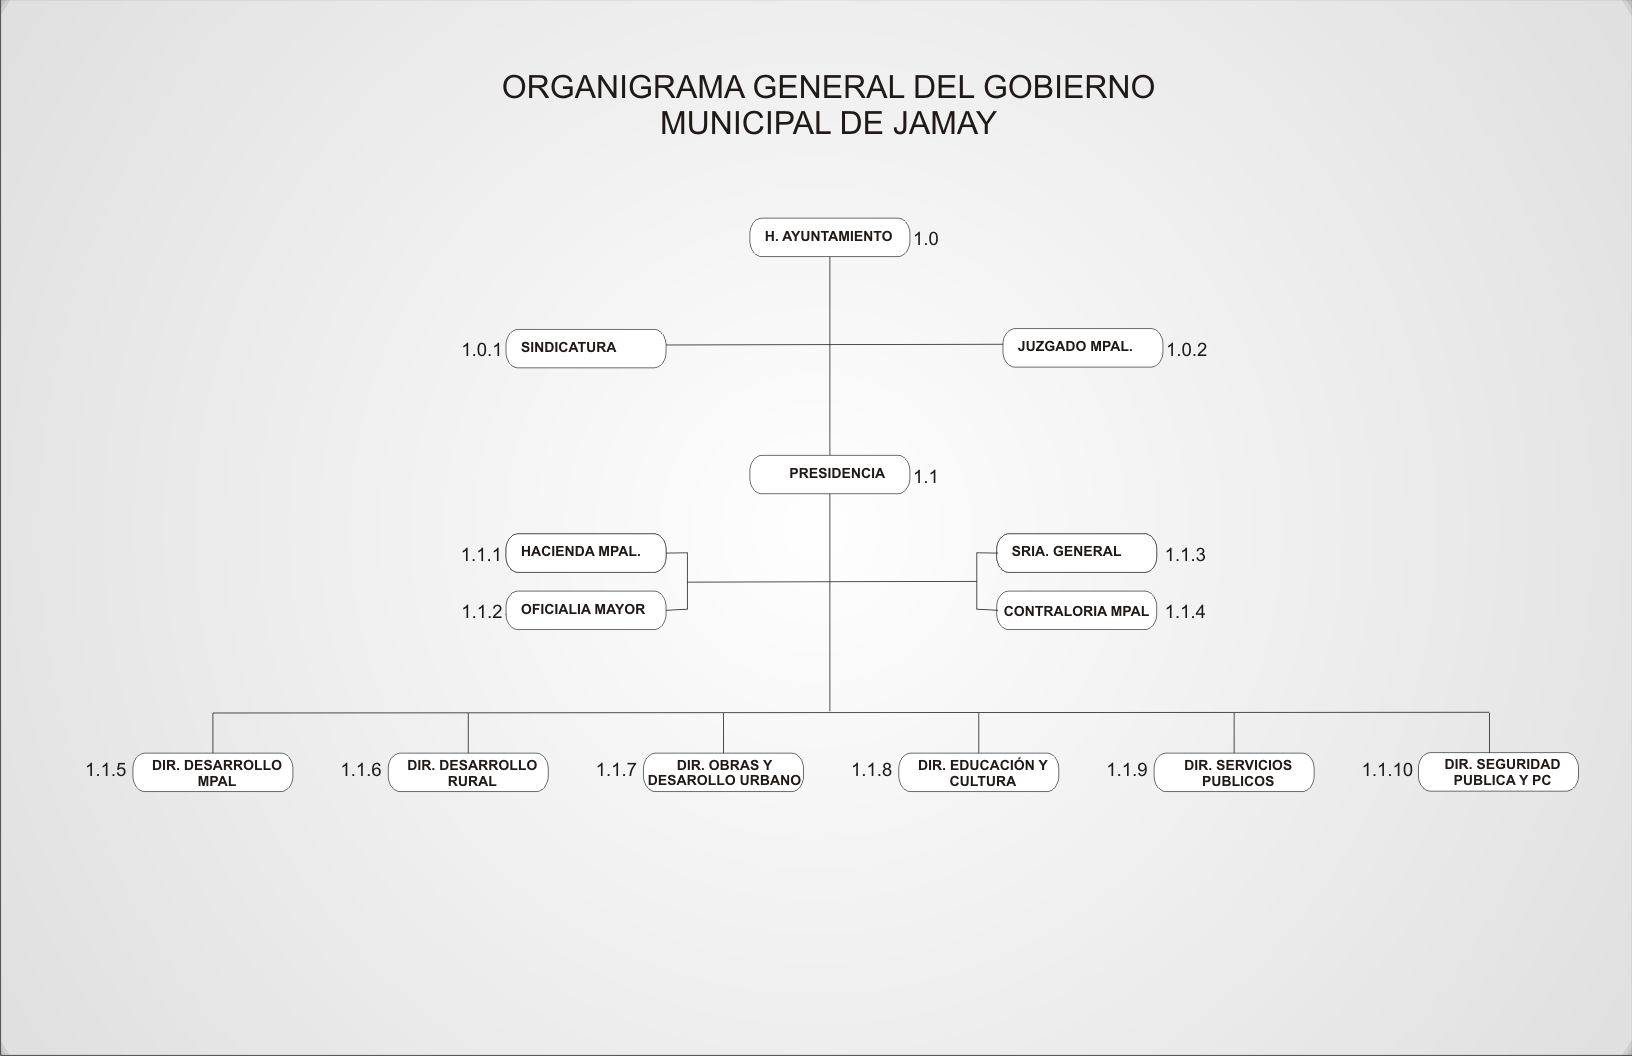 ORGANIGRAMA GENERAL DEL GOBIERNO
MUNICIPAL DE JAMAY
H. AYUNTAMIENTO 1.0
1.0.1 SINDICATURA
JUZGADO MPAL. 1.0.2
PRESIDENCIA 1.1
1.1.1 HACIENDA MPAL.
SRIA. GENERAL 1.1.3
1.1.2 OFICIALIA MAYOR
CONTRALORIA MPAL 1.1.4
1.1.5 DIR. DESARROLLO
MPAL
1.1.6 DIR. DESARROLLO
RURAL
1.1.7 DIR. OBRAS Y
DESAROLLO URBANO
1.1.8 DIR. EDUCACIÓN Y
CULTURA
1.1.9 DIR. SERVICIOS
PUBLICOS
1.1.10 DIR. SEGURIDAD
PUBLICA Y PC